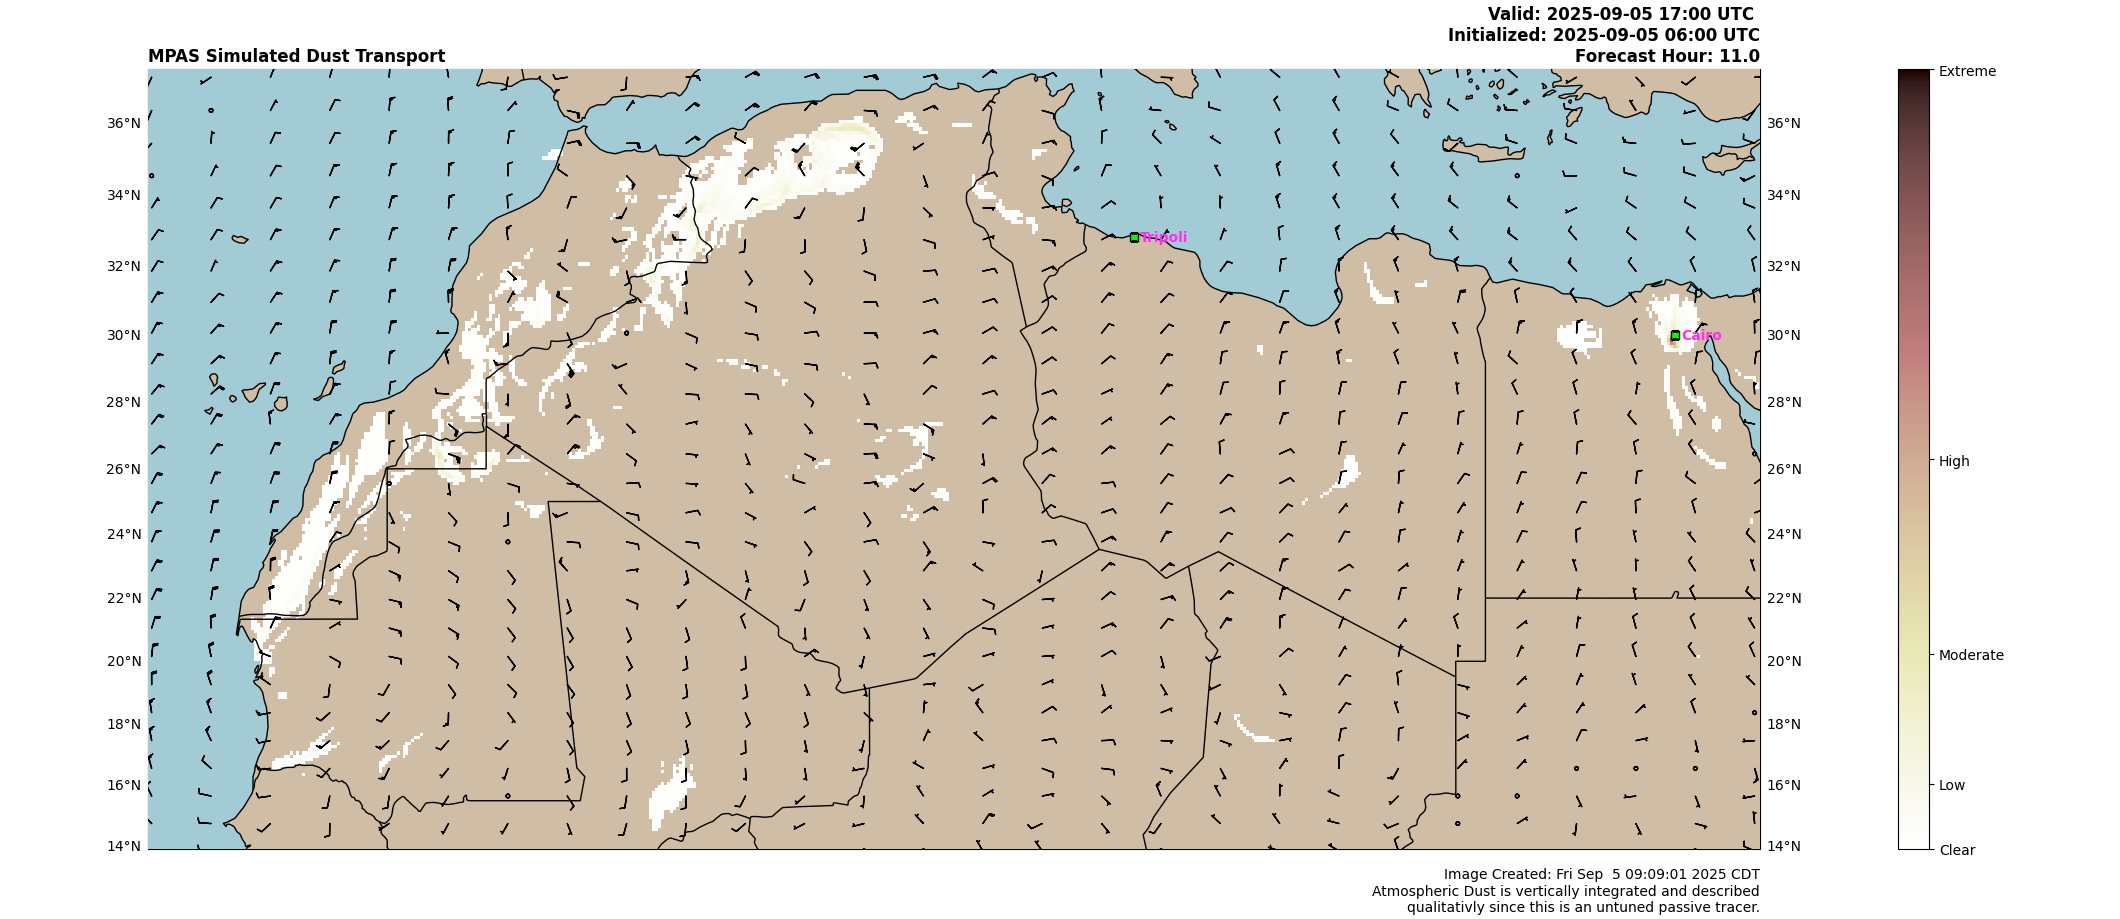 Valid: 2025-09-05 17:00 UTC
Initialized: 2025-09-05 06:00 UTC
MPAS Simulated Dust Transport
Forecast Hour: 11.0
Extreme
36°N
36°N
34°N
34°N
Tripoli
32°N
32°N
30°N
Cairo
30°N
28°N
28°N
26°N
26°N
High
24°N
24°N
22°N
22°N
20°N
20°N
Moderate
18°N
18°N
16°N
16°N
Low
14°N
14°N
Clear
Image Created: Fri Sep  5 09:09:01 2025 CDT
Atmospheric Dust is vertically integrated and described
qualitativly since this is an untuned passive tracer.